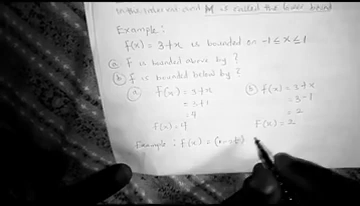 in the interval and M is called the lower bound
Example:
f(x) = 3+x is bounded on -1 ≤ x ≤ 1
(a) f is bounded above by ?
(b) f is bounded below by ?
(a) f(x) = 3+x
= 3+1
= 4
F(x) = 4
(b) f(x) = 3+x
= 3-1
= 2
F(x) = 2
Example: f(x) =